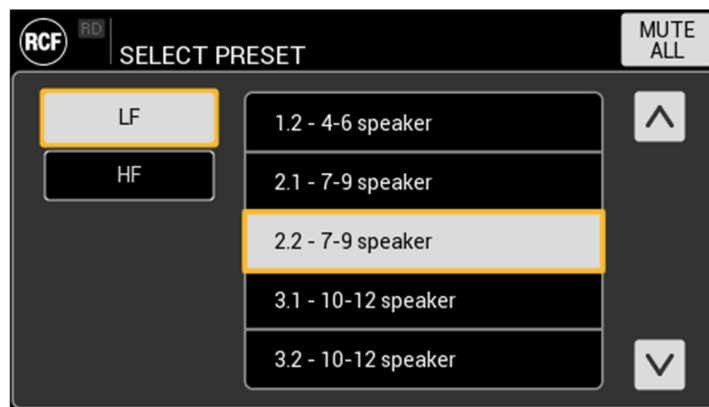 RCF
RD
SELECT PRESET
MUTE
ALL
LF
HF
1.2 - 4-6 speaker
2.1 - 7-9 speaker
2.2 - 7-9 speaker
3.1 - 10-12 speaker
3.2 - 10-12 speaker